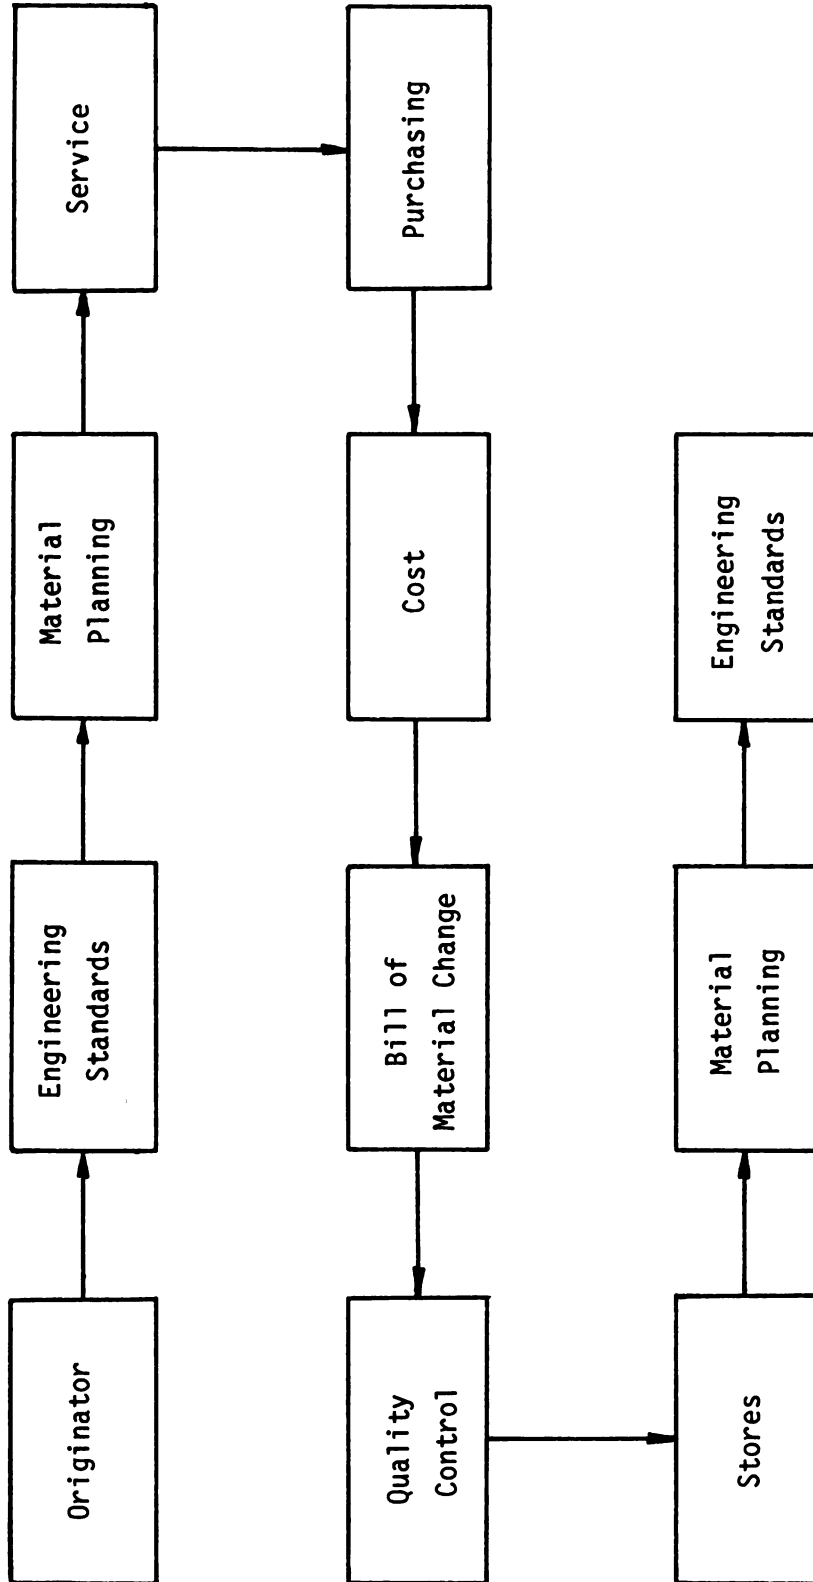 Originator
Engineering
Standards
Material
Planning
Service
Purchasing
Cost
Bill of
Material Change
Quality
Control
Stores
Material
Planning
Engineering
Standards